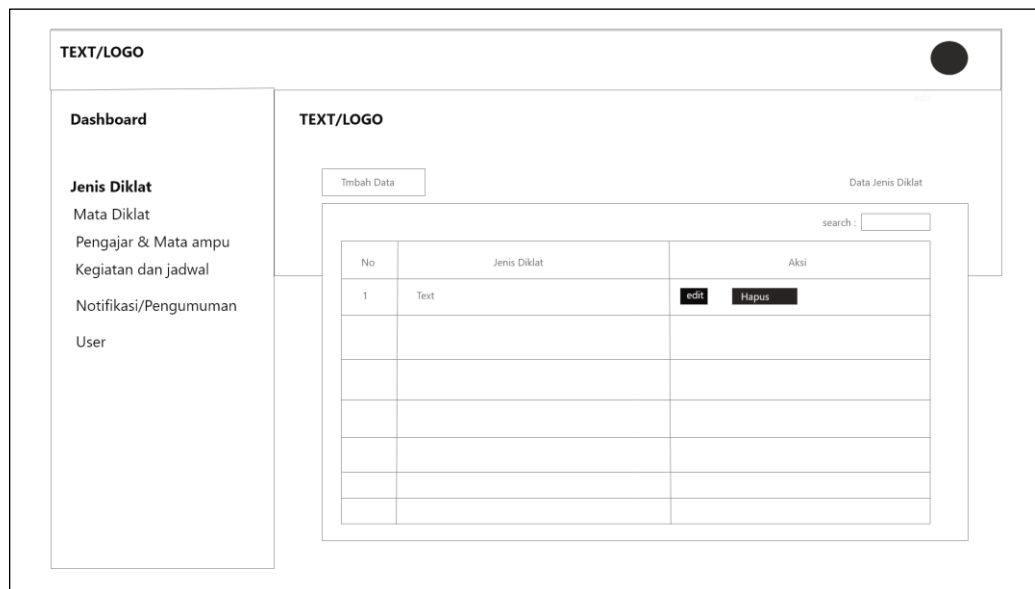 TEXT/LOGO
Dashboard
TEXT/LOGO
Jenis Diklat
Mata Diklat
Pengajar & Mata ampu
Kegiatan dan jadwal
Notifikasi/Pengumuman
User
Tmbah Data
Data Jenis Diklat
search :
No Jenis Diklat Aksi
1 Text edit Hapus